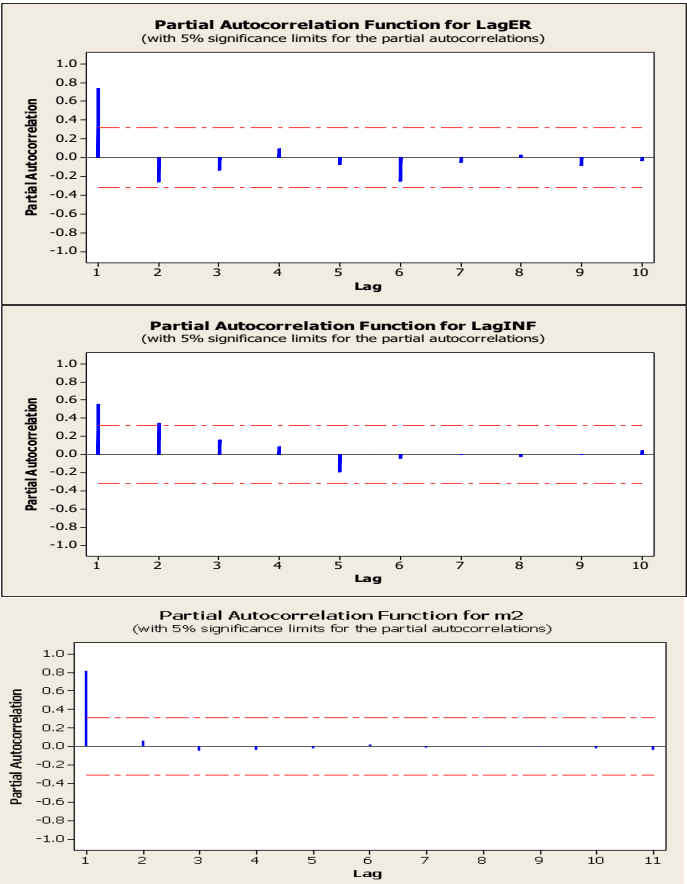 Partial Autocorrelation Function for LagER
(with 5% significance limits for the partial autocorrelations)
Partial Autocorrelation
1.0
0.8
0.6
0.4
0.2
0.0
-0.2
-0.4
-0.6
-0.8
-1.0
1 2 3 4 5 6 7 8 9 10
Lag
Partial Autocorrelation Function for LagINF
(with 5% significance limits for the partial autocorrelations)
Partial Autocorrelation
1.0
0.8
0.6
0.4
0.2
0.0
-0.2
-0.4
-0.6
-0.8
-1.0
1 2 3 4 5 6 7 8 9 10
Lag
Partial Autocorrelation Function for m2
(with 5% significance limits for the partial autocorrelations)
Partial Autocorrelation
1.0
0.8
0.6
0.4
0.2
0.0
-0.2
-0.4
-0.6
-0.8
-1.0
1 2 3 4 5 6 7 8 9 10 11
Lag